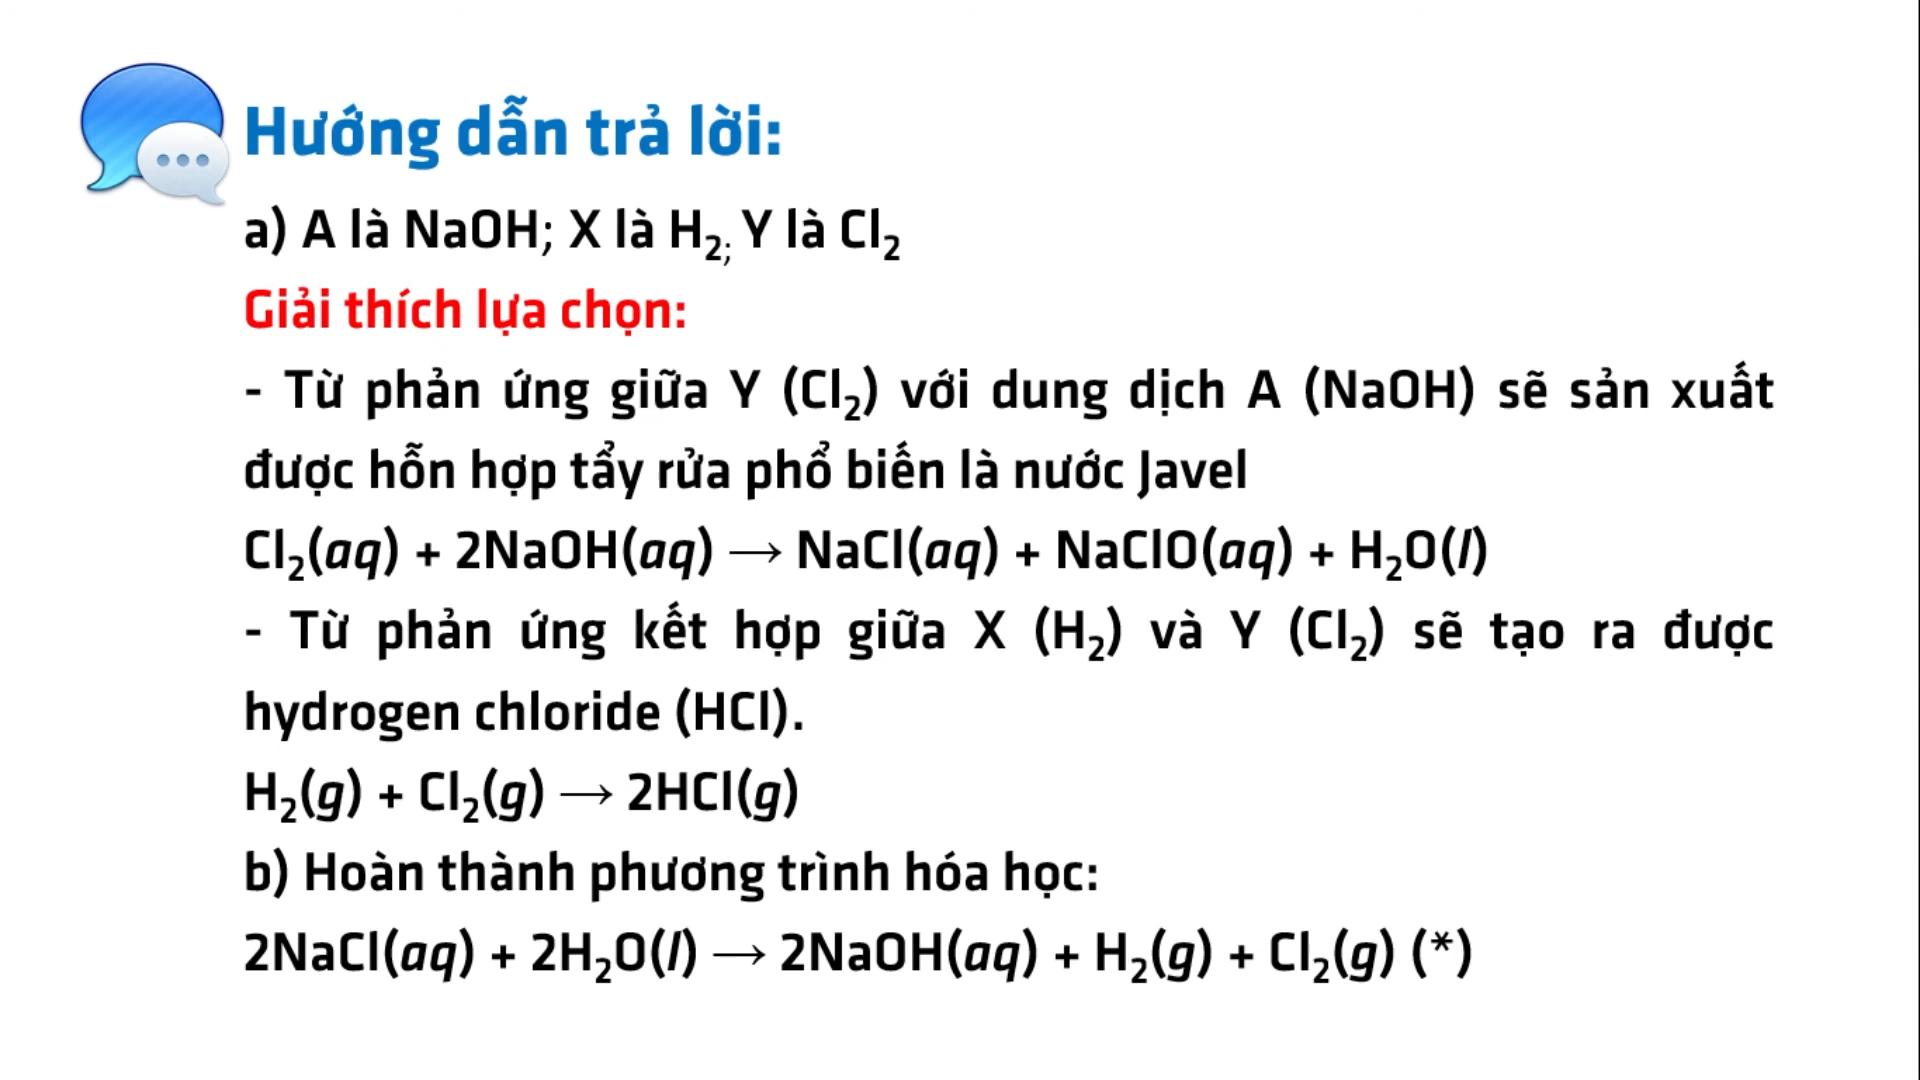 Hướng dẫn trả lời:
a) A là NaOH; X là H₂; Y là Cl₂
Giải thích lựa chọn:
- Từ phản ứng giữa Y (Cl₂) với dung dịch A (NaOH) sẽ sản xuất
được hỗn hợp tẩy rửa phổ biến là nước Javel
Cl₂(aq) + 2NaOH(aq) → NaCl(aq) + NaClO(aq) + H₂O(l)
- Từ phản ứng kết hợp giữa X (H₂) và Y (Cl₂) sẽ tạo ra được
hydrogen chloride (HCl).
H₂(g) + Cl₂(g) → 2HCl(g)
b) Hoàn thành phương trình hóa học:
2NaCl(aq) + 2H₂O(l) → 2NaOH(aq) + H₂(g) + Cl₂(g) (*)